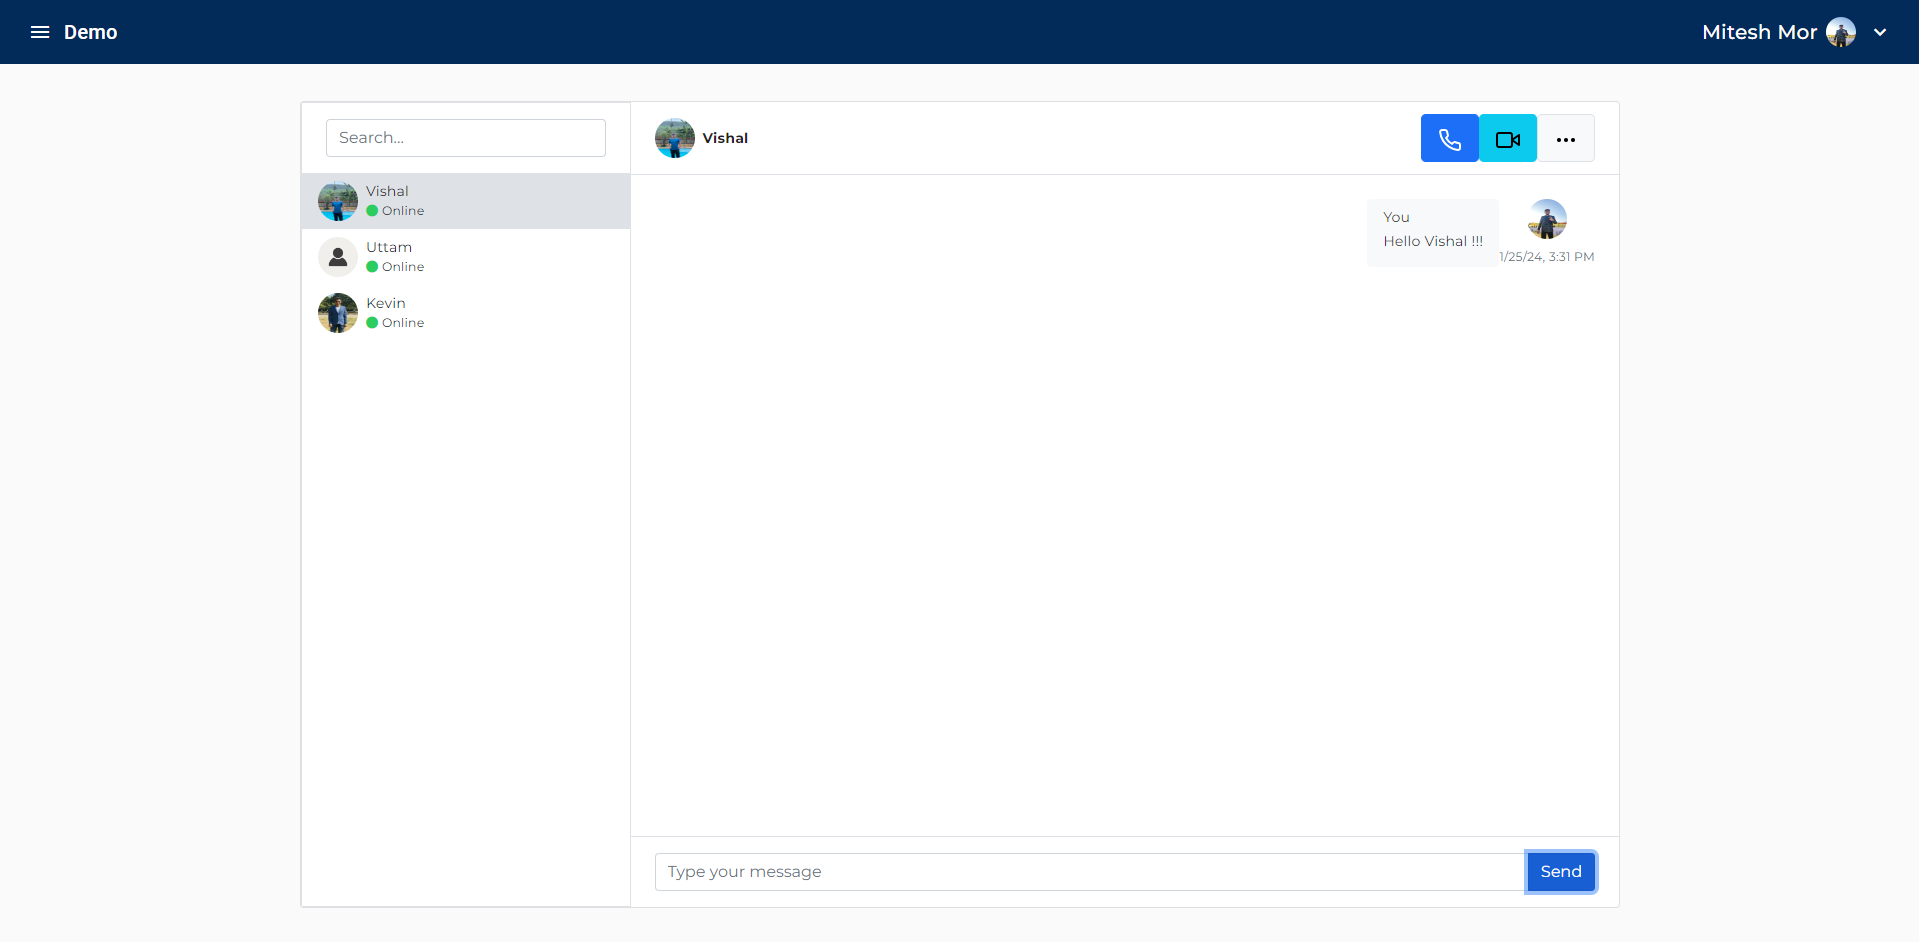 Demo
Mitesh Mor
Search...
Vishal
Online
Uttam
Online
Kevin
Online
Vishal
You
Hello Vishal !!!
1/25/24, 3:31 PM
Type your message
Send